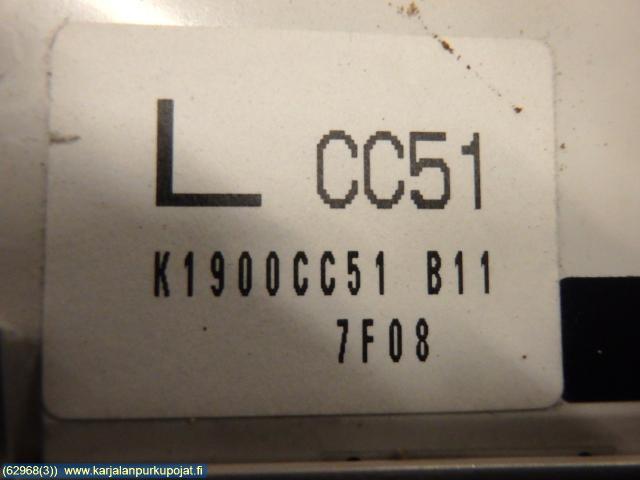 L CC51
K1900CC51 B11
7F08
(62968(3)) www.karjalanpurkupojat.fi